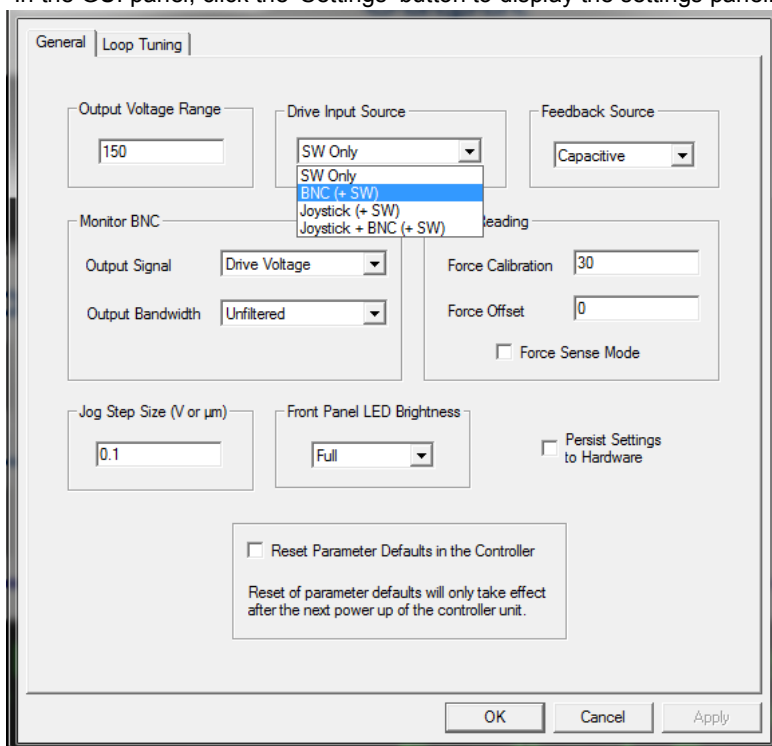 In the GUI panel, click the 'Settings' button to display the settings panel.
General
Loop Tuning
Output Voltage Range
150
Drive Input Source
SW Only
SW Only
BNC (+ SW)
Joystick (+ SW)
Joystick + BNC (+ SW)
Feedback Source
Capacitive
Monitor BNC
Output Signal
Drive Voltage
Output Bandwidth
Unfiltered
Reading
Force Calibration
30
Force Offset
0
Force Sense Mode
Jog Step Size (V or µm)
0.1
Front Panel LED Brightness
Full
Persist Settings
to Hardware
Reset Parameter Defaults in the Controller
Reset of parameter defaults will only take effect
after the next power up of the controller unit.
OK
Cancel
Apply